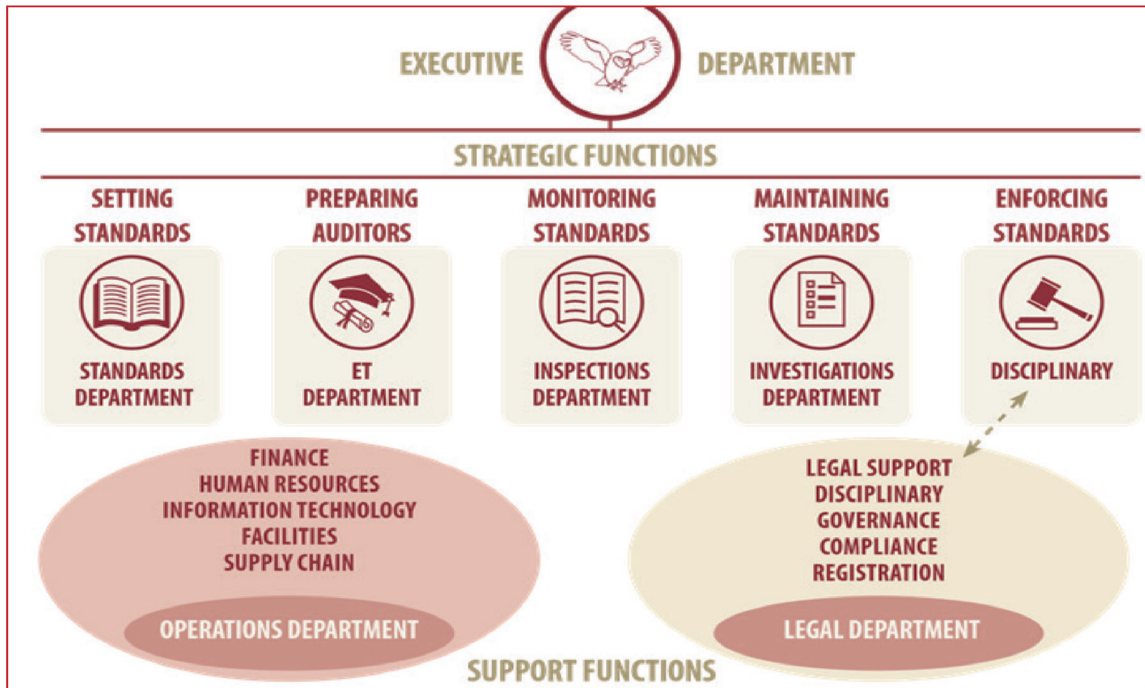 EXECUTIVE DEPARTMENT
STRATEGIC FUNCTIONS
SETTING
STANDARDS
PREPARING
AUDITORS
MONITORING
STANDARDS
MAINTAINING
STANDARDS
ENFORCING
STANDARDS
STANDARDS
DEPARTMENT
ET
DEPARTMENT
INSPECTIONS
DEPARTMENT
INVESTIGATIONS
DEPARTMENT
DISCIPLINARY
FINANCE
HUMAN RESOURCES
INFORMATION TECHNOLOGY
FACILITIES
SUPPLY CHAIN
OPERATIONS DEPARTMENT
LEGAL SUPPORT
DISCIPLINARY
GOVERNANCE
COMPLIANCE
REGISTRATION
LEGAL DEPARTMENT
SUPPORT FUNCTIONS